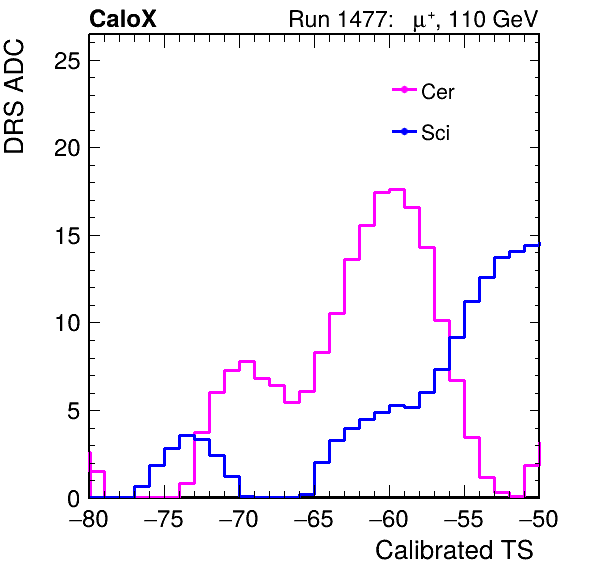 CaloX Run 1477: μ⁺, 110 GeV
DRS ADC
25
20
15
10
5
0
Cer
Sci
−80 −75 −70 −65 −60 −55 −50
Calibrated TS